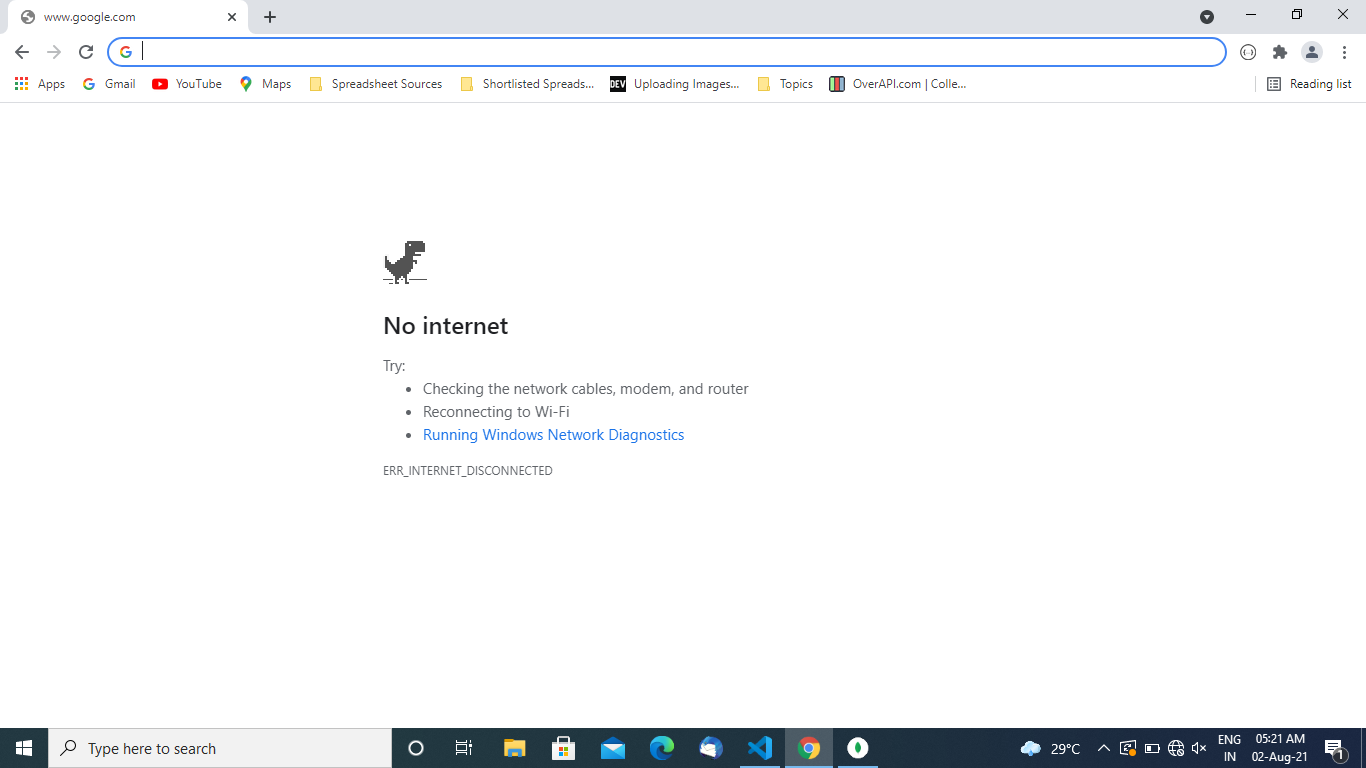 www.google.com
Apps Gmail YouTube Maps Spreadsheet Sources Shortlisted Spreads... DEV Uploading Images... Topics OverAPI.com | Colle... Reading list
No internet
Try:
• Checking the network cables, modem, and router
• Reconnecting to Wi-Fi
• Running Windows Network Diagnostics
ERR_INTERNET_DISCONNECTED
Type here to search
29°C
ENG
IN
05:21 AM
02-Aug-21
1